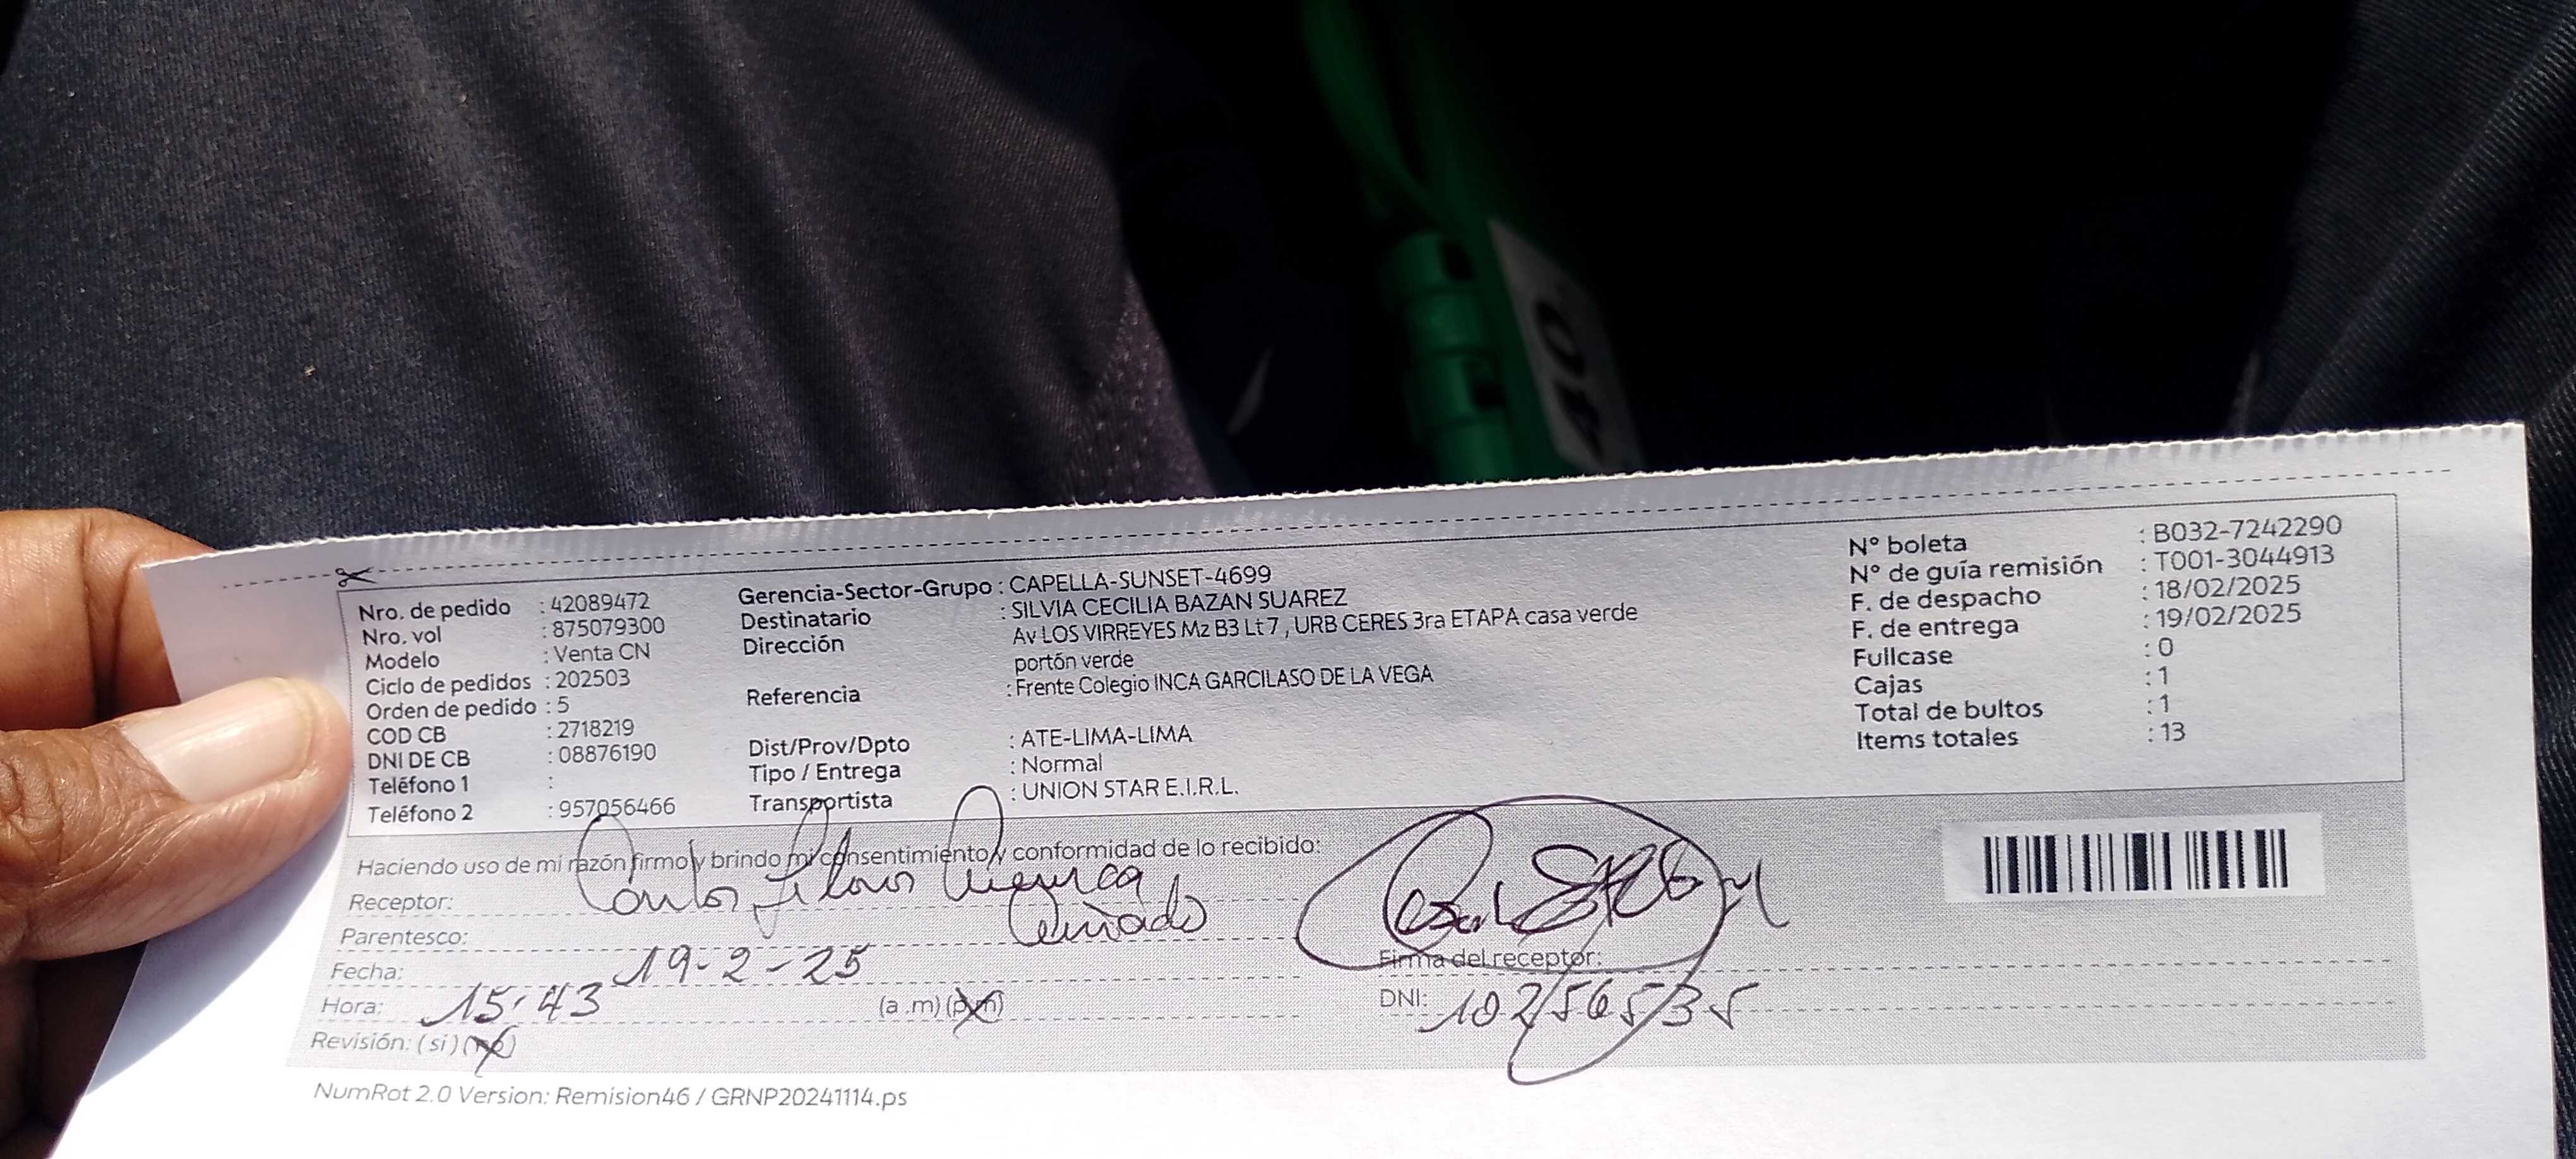 Nro. de pedido : 42089472
Nro. vol : 875079300
Modelo : Venta CN
Ciclo de pedidos : 202503
Orden de pedido : 5
COD CB : 2718219
DNI DE CB : 08876190
Teléfono 1 :
Teléfono 2 : 957056466
Gerencia-Sector-Grupo : CAPELLA-SUNSET-4699
Destinatario : SILVIA CECILIA BAZAN SUAREZ
Dirección Av LOS VIRREYES Mz B3 Lt 7 , URB CERES 3ra ETAPA casa verde
portón verde
Referencia : Frente Colegio INCA GARCILASO DE LA VEGA
Dist/Prov/Dpto : ATE-LIMA-LIMA
Tipo / Entrega : Normal
Transportista : UNION STAR E.I.R.L.
N° boleta : B032-7242290
N° de guía remisión : T001-3044913
F. de despacho : 18/02/2025
F. de entrega : 19/02/2025
Fullcase : 0
Cajas : 1
Total de bultos : 1
Items totales : 13
Haciendo uso de mi razón firmo y brindo mi consentimiento y conformidad de lo recibido:
Receptor: Carlos
Parentesco: Cuñado
Fecha: 19-2-25
Hora: 15:43 (a .m) (p.m)
Revisión: ( si ) (no)
Firma del receptor:
DNI: 10256535
NumRot 2.0 Version: Remision46 / GRNP20241114.ps
40